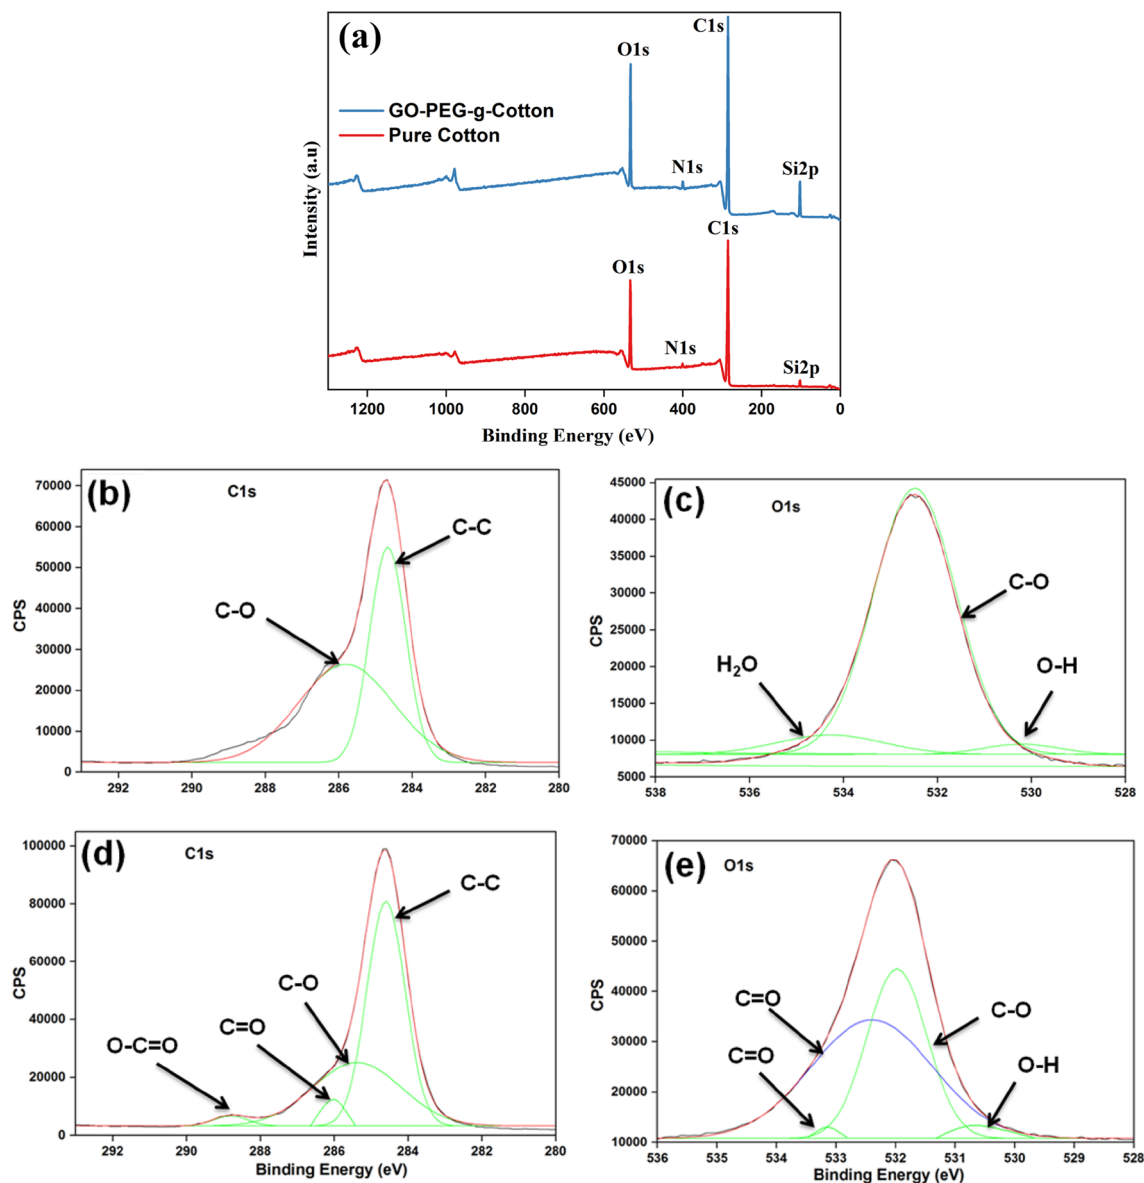 (a)
C1s
O1s
GO-PEG-g-Cotton
Pure Cotton
N1s
Si2p
C1s
O1s
N1s
Si2p
Intensity (a.u)
1200 1000 800 600 400 200 0
Binding Energy (eV)
(b)
C1s
C-C
C-O
CPS
70000
60000
50000
40000
30000
20000
10000
0
292 290 288 286 284 282 280
(c)
O1s
C-O
H2O
O-H
CPS
45000
40000
35000
30000
25000
20000
15000
10000
5000
538 536 534 532 530 528
(d)
C1s
C-C
C-O
C=O
O-C=O
CPS
100000
80000
60000
40000
20000
0
292 290 288 286 284 282 280
Binding Energy (eV)
(e)
O1s
C=O
C-O
C=O
O-H
CPS
70000
60000
50000
40000
30000
20000
10000
536 535 534 533 532 531 530 529 528
Binding Energy (eV)